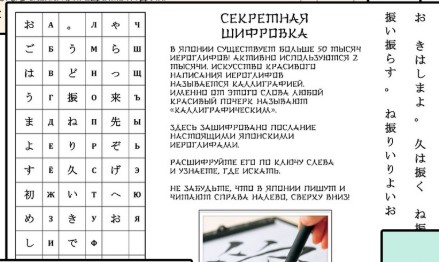 お А 。 Л や Ч
ご Б う М ら Ш
は В ど Н っ Щ
う Г 振 О 来 Ъ
ま Д ね П 先 Ы
よ Е り Р ぞ Ь
す Ё 久 С げ Э
初 Ж い Т へ Ю
め З き У お Я
し И で Ф
СЕКРЕТНАЯ
ШИФРОВКА
В ЯПОНИИ СУЩЕСТВУЕТ БОЛЬШЕ 50 ТЫСЯЧ
ИЕРОГЛИФОВ! АКТИВНО ИСПОЛЬЗУЮТСЯ 2
ТЫСЯЧИ. ИСКУССТВО КРАСИВОГО
НАПИСАНИЯ ИЕРОГЛИФОВ
НАЗЫВАЕТСЯ КАЛЛИГРАФИЕЙ.
ИМЕННО ОТ ЭТОГО СЛОВА ЛЮБОЙ
КРАСИВЫЙ ПОЧЕРК НАЗЫВАЮТ
«КАЛЛИГРАФИЧЕСКИМ».
ЗДЕСЬ ЗАШИФРОВАНО ПОСЛАНИЕ
НАСТОЯЩИМИ ЯПОНСКИМИ
ИЕРОГЛИФАМИ.
РАСШИФРУЙТЕ ЕГО ПО КЛЮЧУ СЛЕВА
И УЗНАЕТЕ, ГДЕ ИСКАТЬ.
НЕ ЗАБУДЬТЕ, ЧТО В ЯПОНИИ ПИШУТ И
ЧИТАЮТ СПРАВА НАЛЕВО, СВЕРХУ ВНИЗ!
お きはしまよ。久は振く ね振
振い振らす。 ね振りいりよいお